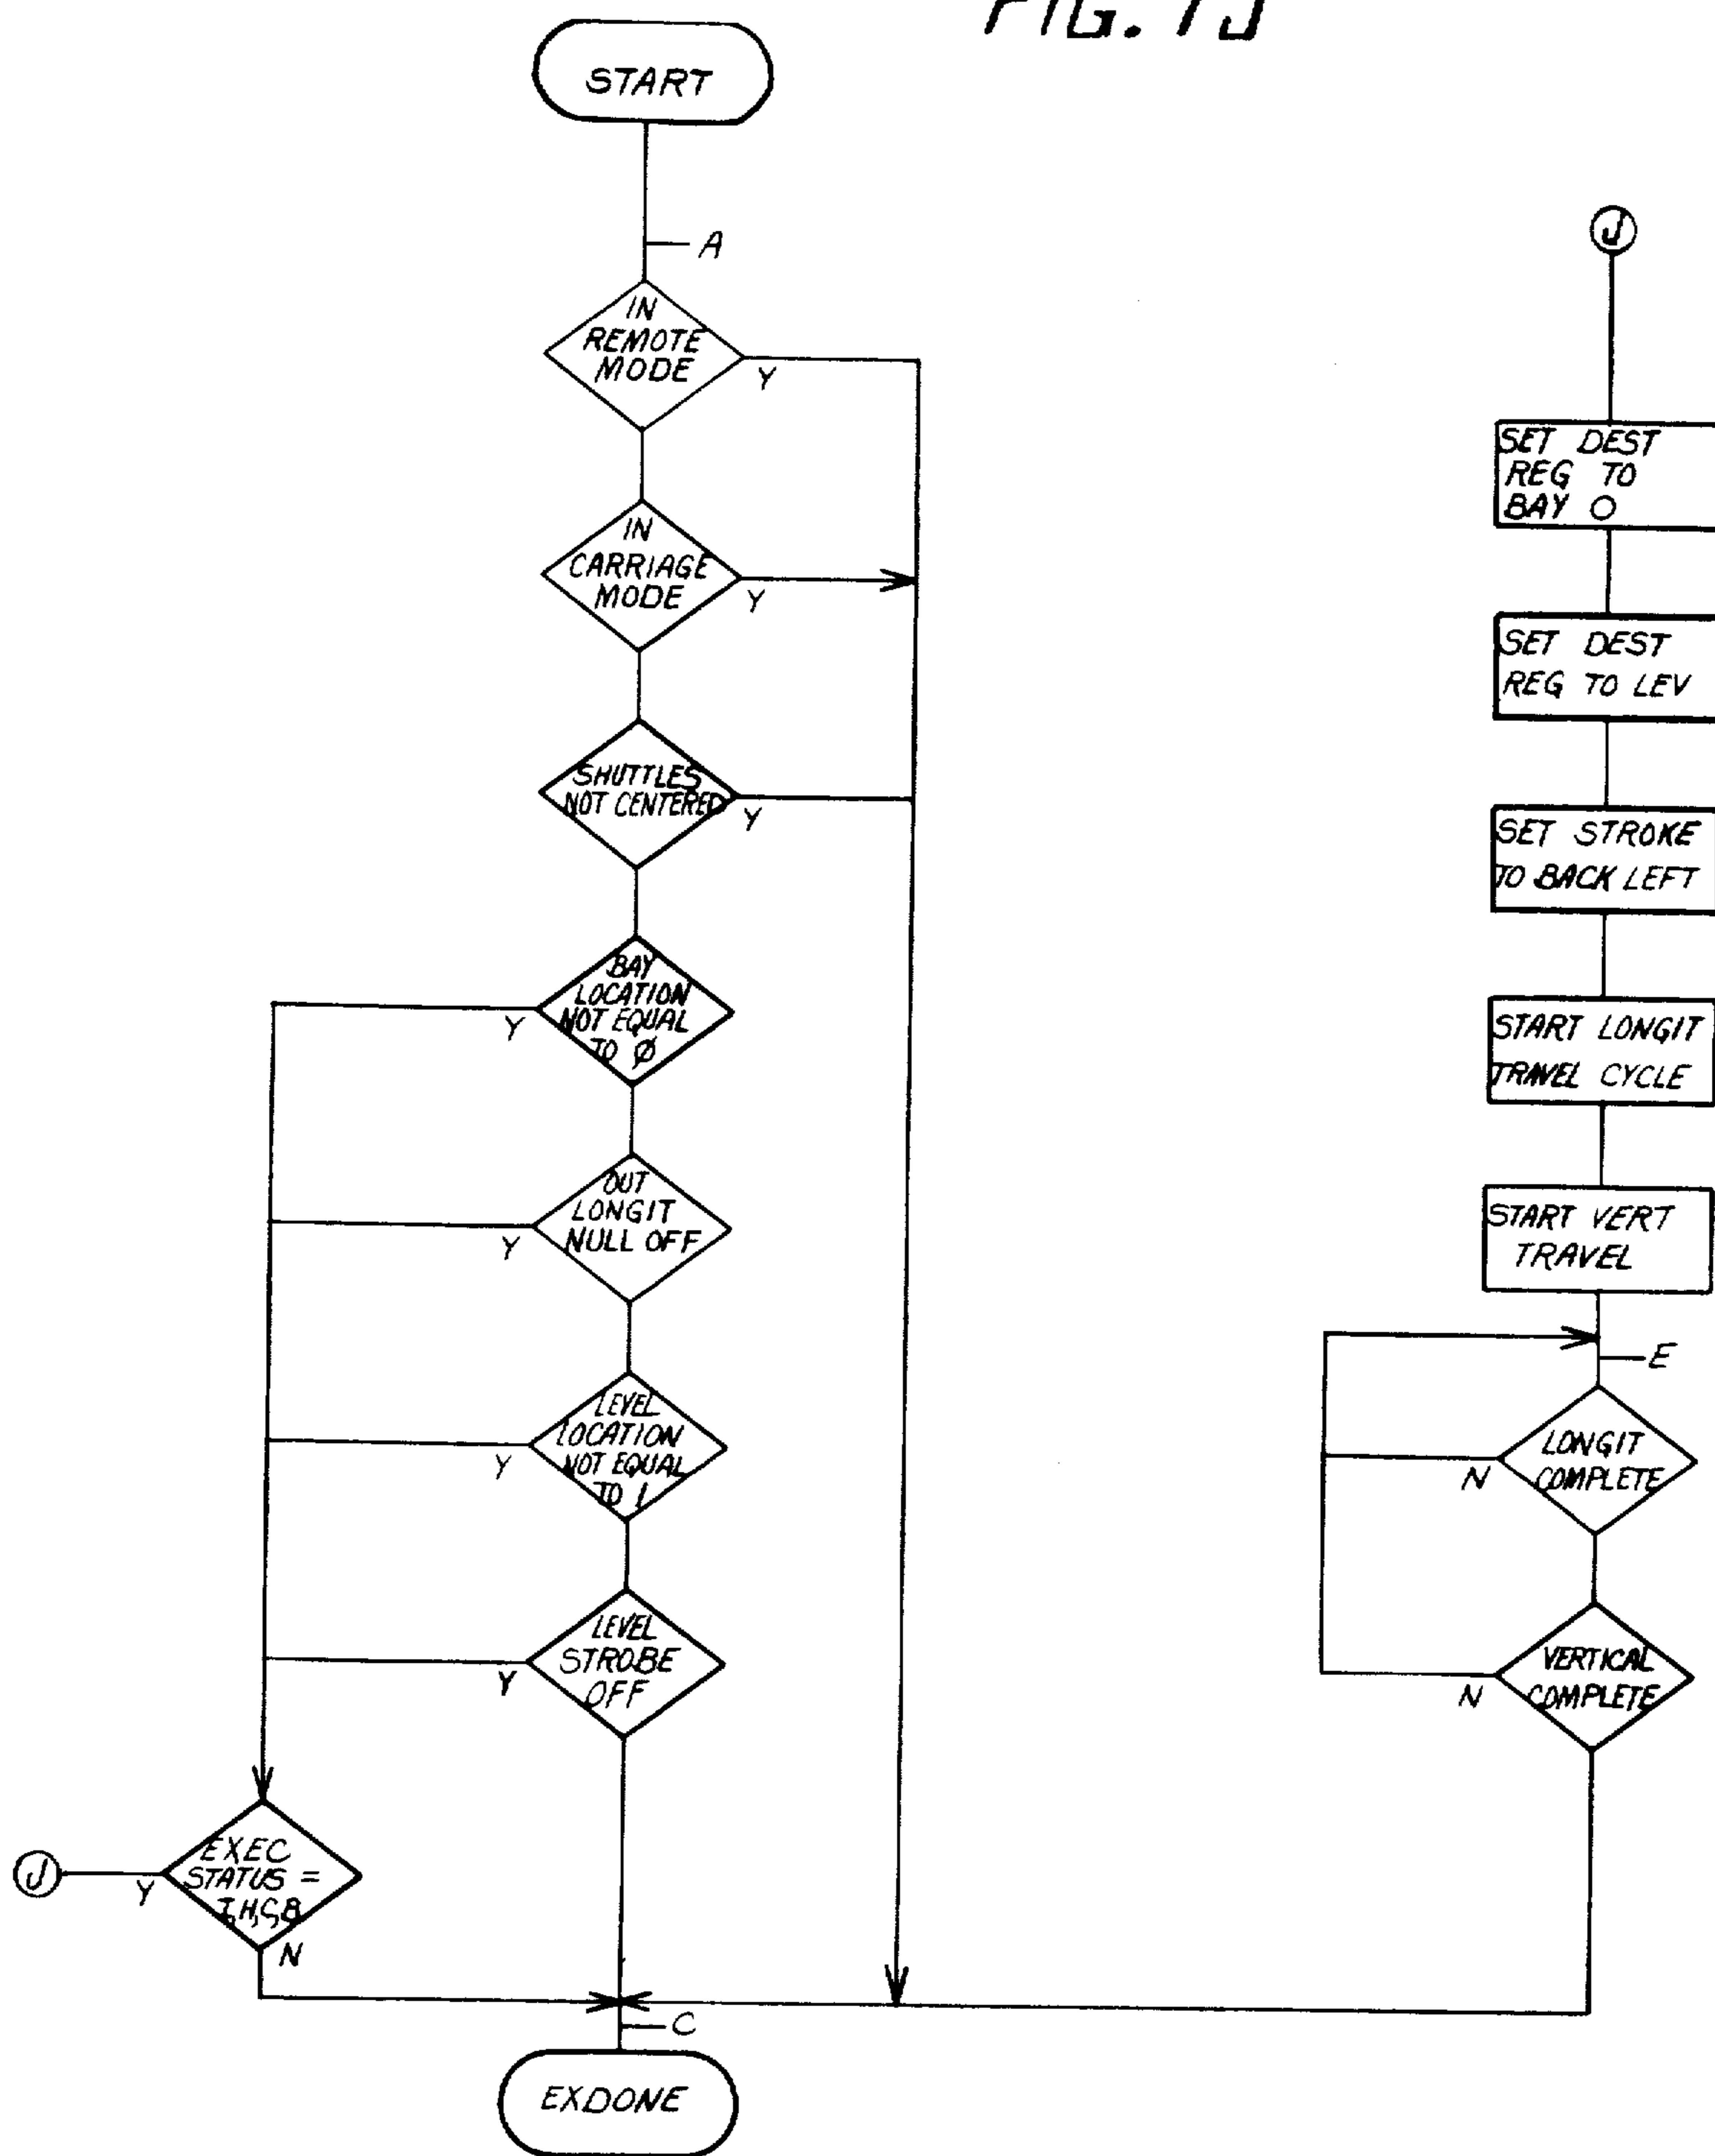 START
A
IN
REMOTE
MODE
Y
IN
CARRIAGE
MODE
Y
SHUTTLES
NOT CENTERED
Y
BAY
LOCATION
NOT EQUAL
TO Ø
Y
OUT
LONGIT
NULL OFF
Y
LEVEL
LOCATION
NOT EQUAL
TO 1
Y
LEVEL
STROBE
OFF
Y
EXEC
STATUS =
I,H,C,B
Y
N
J
C
EXDONE
J
SET DEST
REG TO
BAY O
SET DEST
REG TO LEV
SET STROKE
TO BACK LEFT
START LONGIT
TRAVEL CYCLE
START VERT
TRAVEL
E
LONGIT
COMPLETE
N
VERTICAL
COMPLETE
N